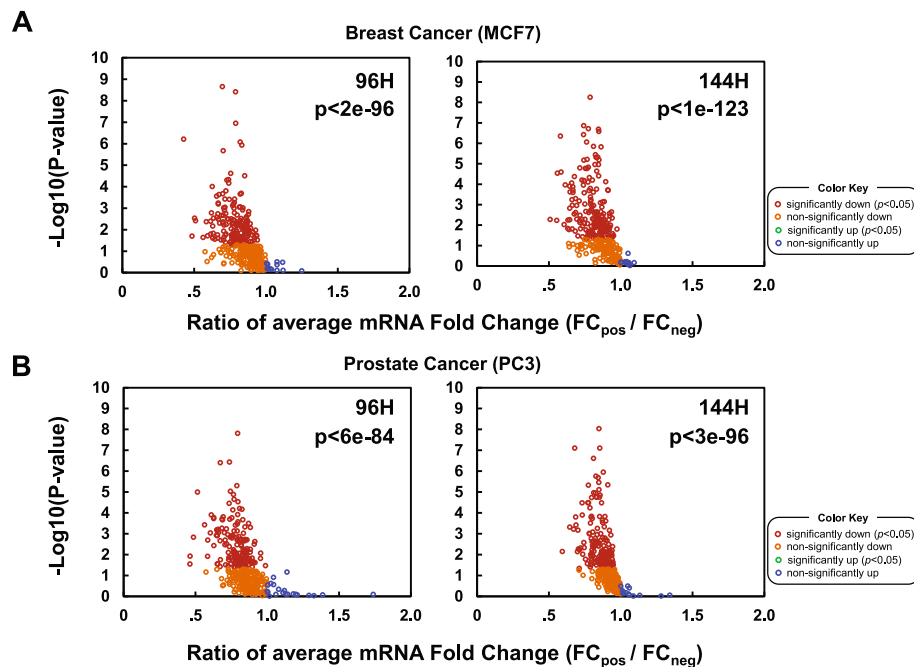 A
Breast Cancer (MCF7)
-Log10(P-value)
10
9
8
7
6
5
4
3
2
1
0
96H
p<2e-96
0 .5 1.0 1.5 2.0
10
9
8
7
6
5
4
3
2
1
0
144H
p<1e-123
0 .5 1.0 1.5 2.0
Color Key
significantly down (p<0.05)
non-significantly down
significantly up (p<0.05)
non-significantly up
Ratio of average mRNA Fold Change (FCpos / FCneg)
B
Prostate Cancer (PC3)
-Log10(P-value)
10
9
8
7
6
5
4
3
2
1
0
96H
p<6e-84
0 .5 1.0 1.5 2.0
10
9
8
7
6
5
4
3
2
1
0
144H
p<3e-96
0 .5 1.0 1.5 2.0
Color Key
significantly down (p<0.05)
non-significantly down
significantly up (p<0.05)
non-significantly up
Ratio of average mRNA Fold Change (FCpos / FCneg)